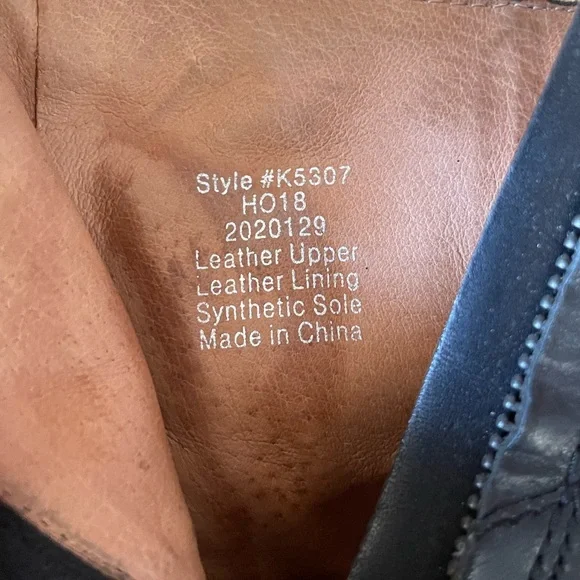 Style #K5307
HO18
2020129
Leather Upper
Leather Lining
Synthetic Sole
Made in China